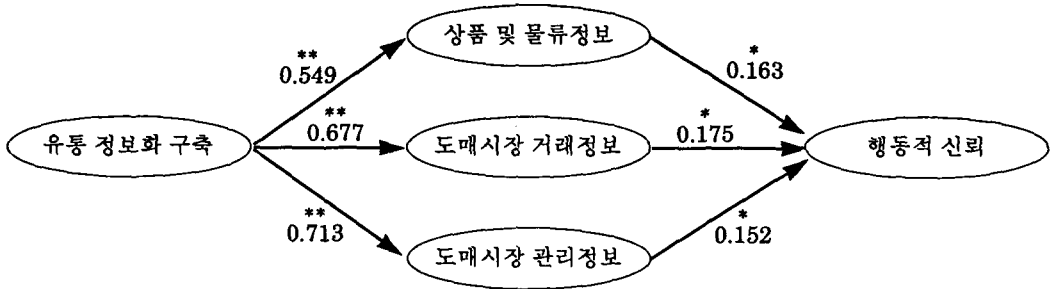 상품 및 물류정보
**
0.549
*
0.163
유통 정보화 구축
**
0.677
도매시장 거래정보
*
0.175
행동적 신뢰
**
0.713
도매시장 관리정보
*
0.152